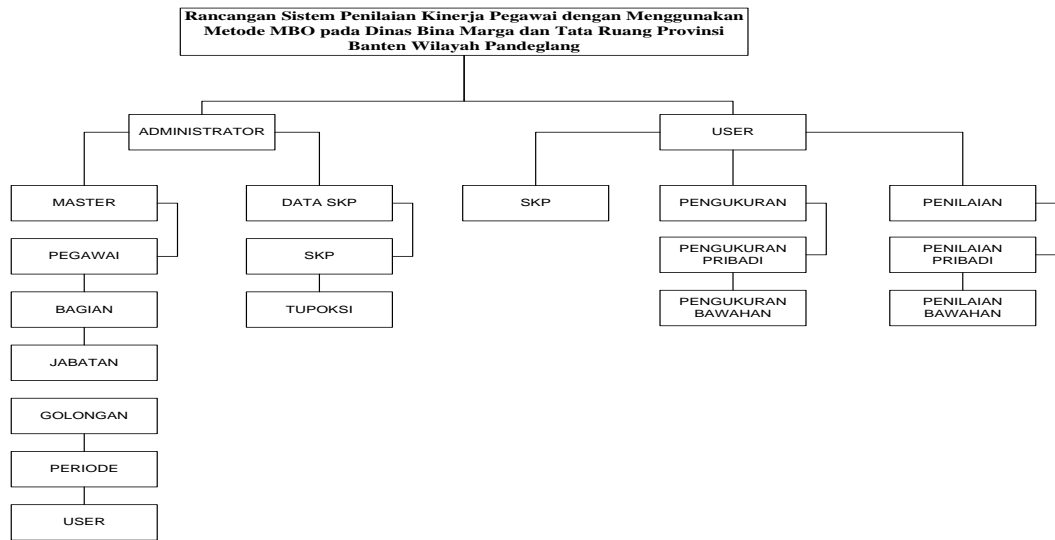 Rancangan Sistem Penilaian Kinerja Pegawai dengan Menggunakan
Metode MBO pada Dinas Bina Marga dan Tata Ruang Provinsi
Banten Wilayah Pandeglang
ADMINISTRATOR
USER
MASTER
DATA SKP
SKP
PENGUKURAN
PENILAIAN
PEGAWAI
SKP
PENGUKURAN
PRIBADI
PENILAIAN
PRIBADI
BAGIAN
TUPOKSI
PENGUKURAN
BAWAHAN
PENILAIAN
BAWAHAN
JABATAN
GOLONGAN
PERIODE
USER